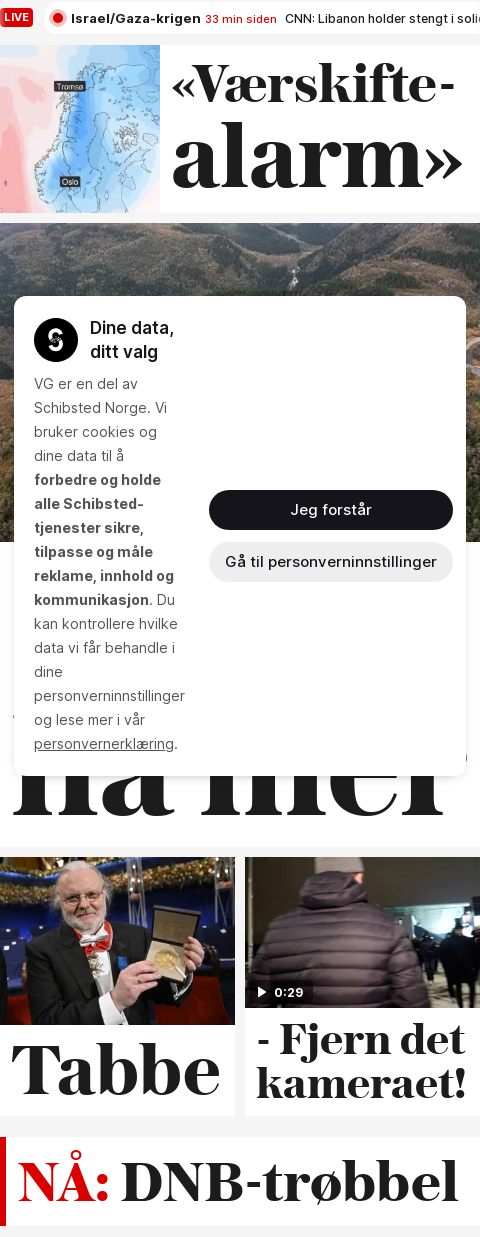 LIVE Israel/Gaza-krigen 33 min siden CNN: Libanon holder stengt i soli
Tromsø
Oslo
«Værskifte-
alarm»
Dine data,
ditt valg
VG er en del av
Schibsted Norge. Vi
bruker cookies og
dine data til å
forbedre og holde
alle Schibsted-
tjenester sikre,
tilpasse og måle
reklame, innhold og
kommunikasjon. Du
kan kontrollere hvilke
data vi får behandle i
dine
personverninnstillinger
og lese mer i vår
personvernerklæring.
Jeg forstår
Gå til personverninnstillinger
Tabbe
0:29
- Fjern det
kameraet!
NÅ: DNB-trøbbel